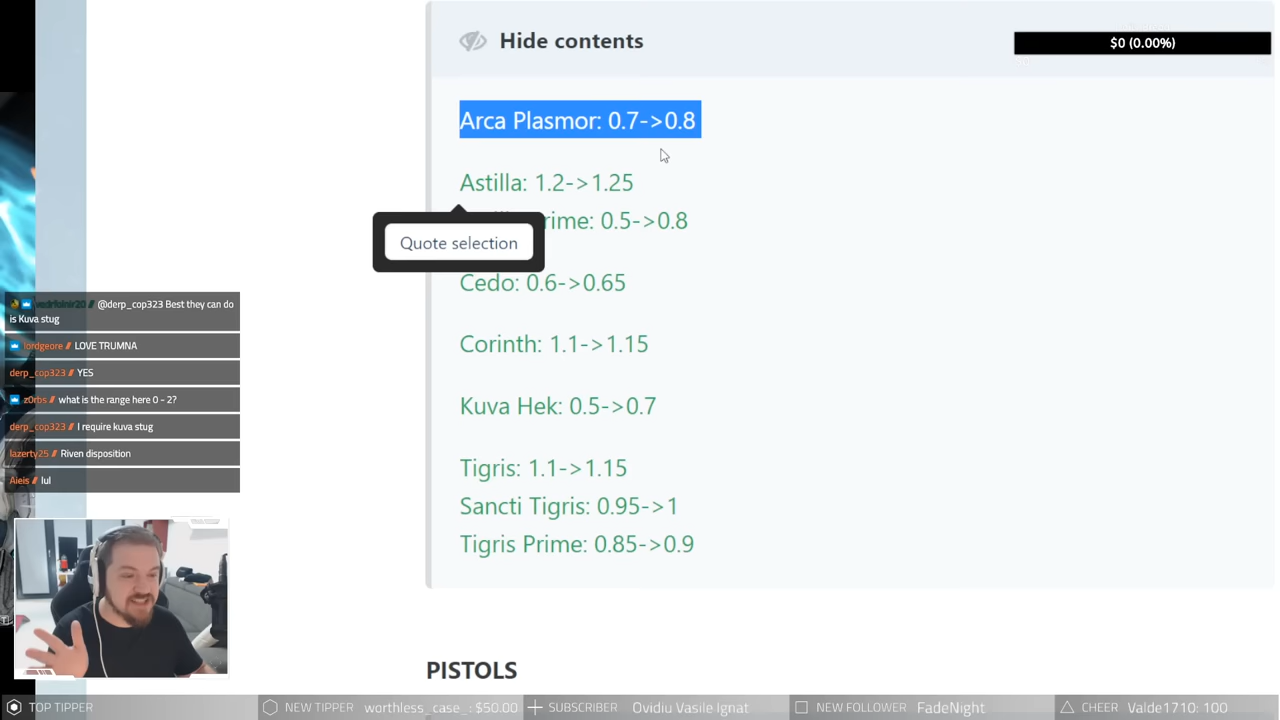 Hide contents
$0 (0.00%)
Arca Plasmor: 0.7->0.8
Astilla: 1.2->1.25
rime: 0.5->0.8
Quote selection
Cedo: 0.6->0.65
Corinth: 1.1->1.15
Kuva Hek: 0.5->0.7
Tigris: 1.1->1.15
Sancti Tigris: 0.95->1
Tigris Prime: 0.85->0.9
PISTOLS
// @derp_cop323 Best they can do
is Kuva stug
lordgeore // LOVE TRUMNA
derp_cop323 // YES
z0rbs // what is the range here 0 - 2?
derp_cop323 // I require kuva stug
lazerty25 // Riven disposition
Aieis // lul
TOP TIPPER
NEW TIPPER worthless_case_: $50.00
SUBSCRIBER Ovidiu Vasile Ignat
NEW FOLLOWER FadeNight
CHEER Valde1710: 100